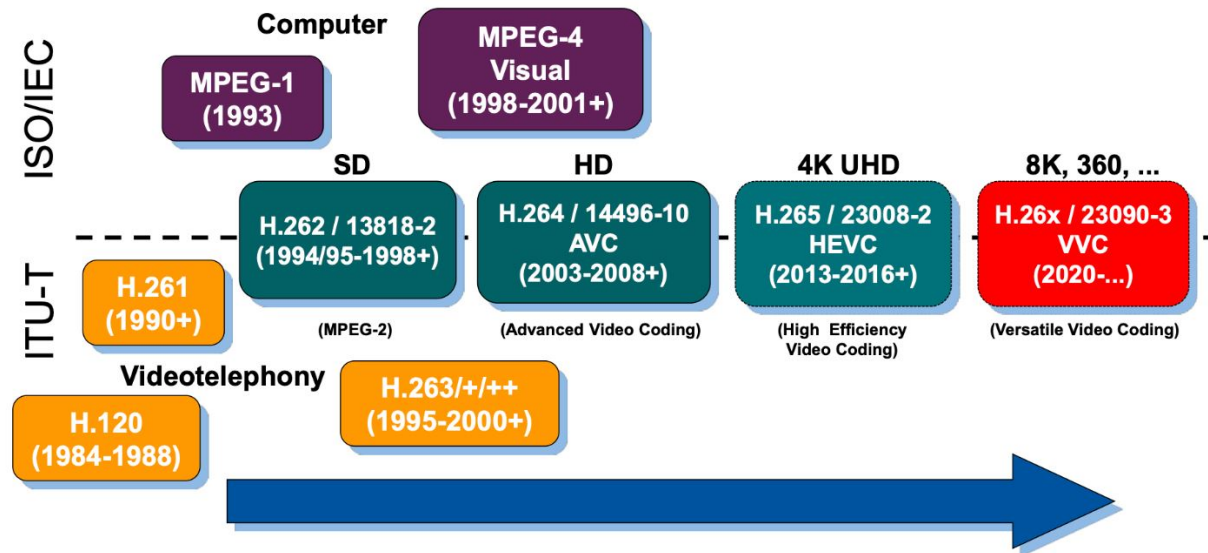 ISO/IEC
Computer
MPEG-1
(1993)
MPEG-4
Visual
(1998-2001+)
SD
H.262 / 13818-2
(1994/95-1998+)
(MPEG-2)
HD
H.264 / 14496-10
AVC
(2003-2008+)
(Advanced Video Coding)
4K UHD
H.265 / 23008-2
HEVC
(2013-2016+)
(High Efficiency
Video Coding)
8K, 360, ...
H.26x / 23090-3
VVC
(2020-...)
(Versatile Video Coding)
ITU-T
H.261
(1990+)
Videotelephony
H.263/+/++
(1995-2000+)
H.120
(1984-1988)